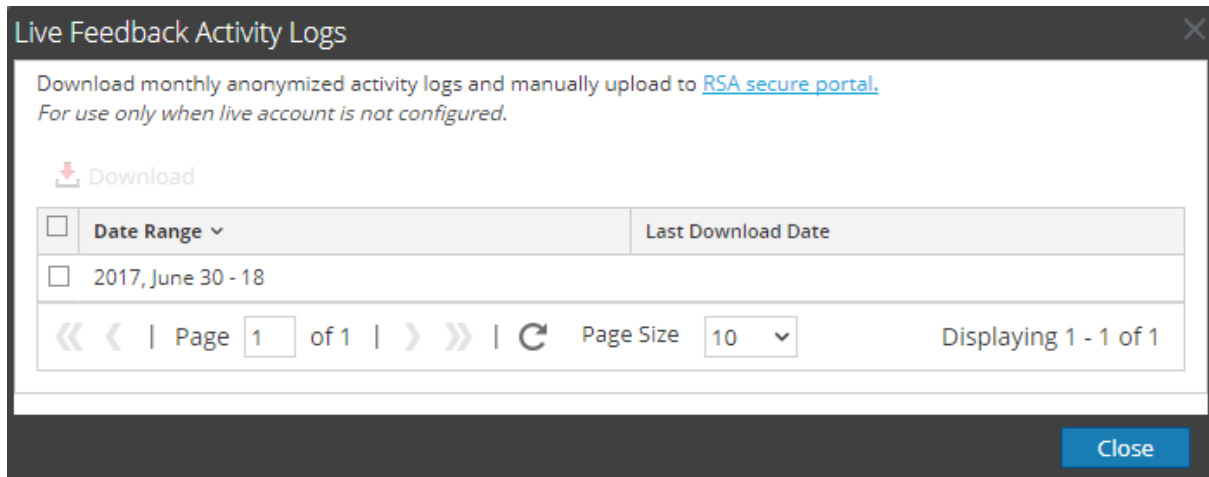 Live Feedback Activity Logs
Download monthly anonymized activity logs and manually upload to RSA secure portal.
For use only when live account is not configured.
Download
Date Range Last Download Date
2017, June 30 - 18
Page 1 of 1 | Page Size 10 Displaying 1 - 1 of 1
Close